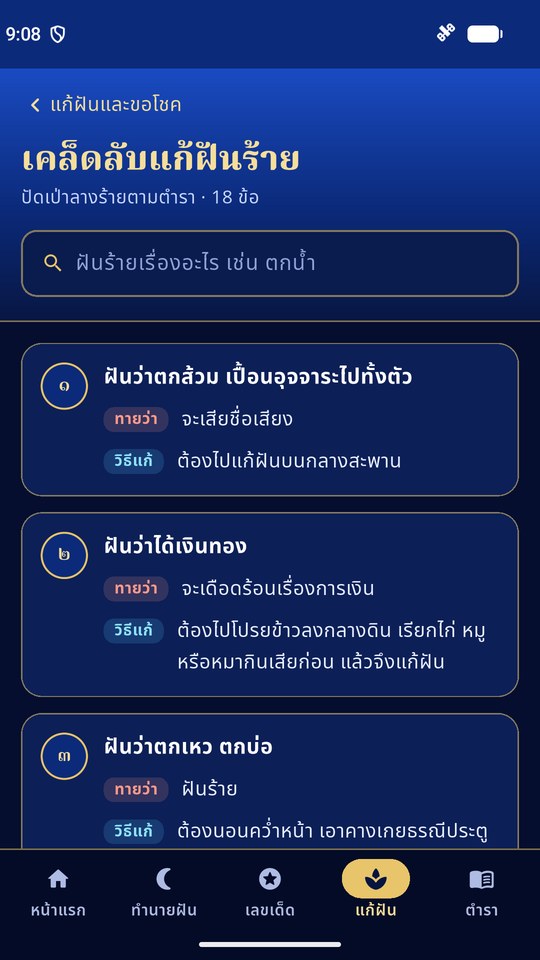 9:08
แก้ฝันและขอโชค
เคล็ดลับแก้ฝันร้าย
ปัดเป่าลางร้ายตามตำรา · 18 ข้อ
ฝันร้ายเรื่องอะไร เช่น ตกน้ำ
๑
ฝันว่าตกส้วม เปื้อนอุจจาระไปทั้งตัว
ทายว่า จะเสียชื่อเสียง
วิธีแก้ ต้องไปแก้ฝันบนกลางสะพาน
๒
ฝันว่าได้เงินทอง
ทายว่า จะเดือดร้อนเรื่องการเงิน
วิธีแก้ ต้องไปโปรยข้าวลงกลางดิน เรียกไก่ หมู
หรือหมากินเสียก่อน แล้วจึงแก้ฝัน
๓
ฝันว่าตกเหว ตกบ่อ
ทายว่า ฝันร้าย
วิธีแก้ ต้องนอนคว่ำหน้า เอาคางเกยธรณีประตู
หน้าแรก ทำนายฝัน เลขเด็ด แก้ฝัน ตำรา